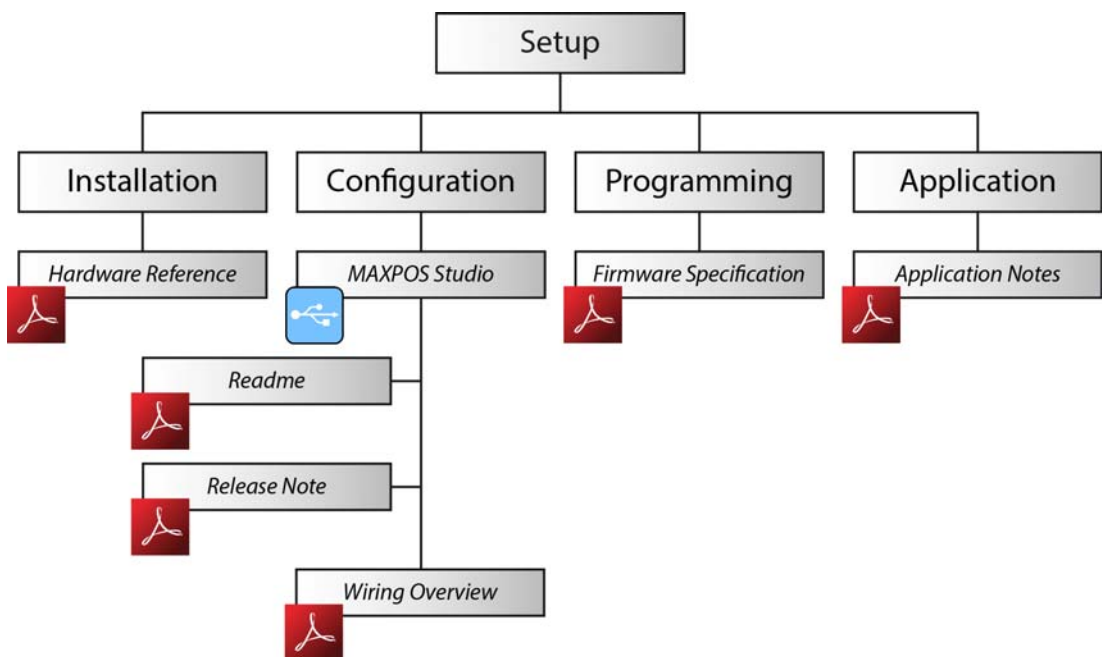 Setup
Installation
Configuration
Programming
Application
Hardware Reference
MAXPOS Studio
Firmware Specification
Application Notes
Readme
Release Note
Wiring Overview